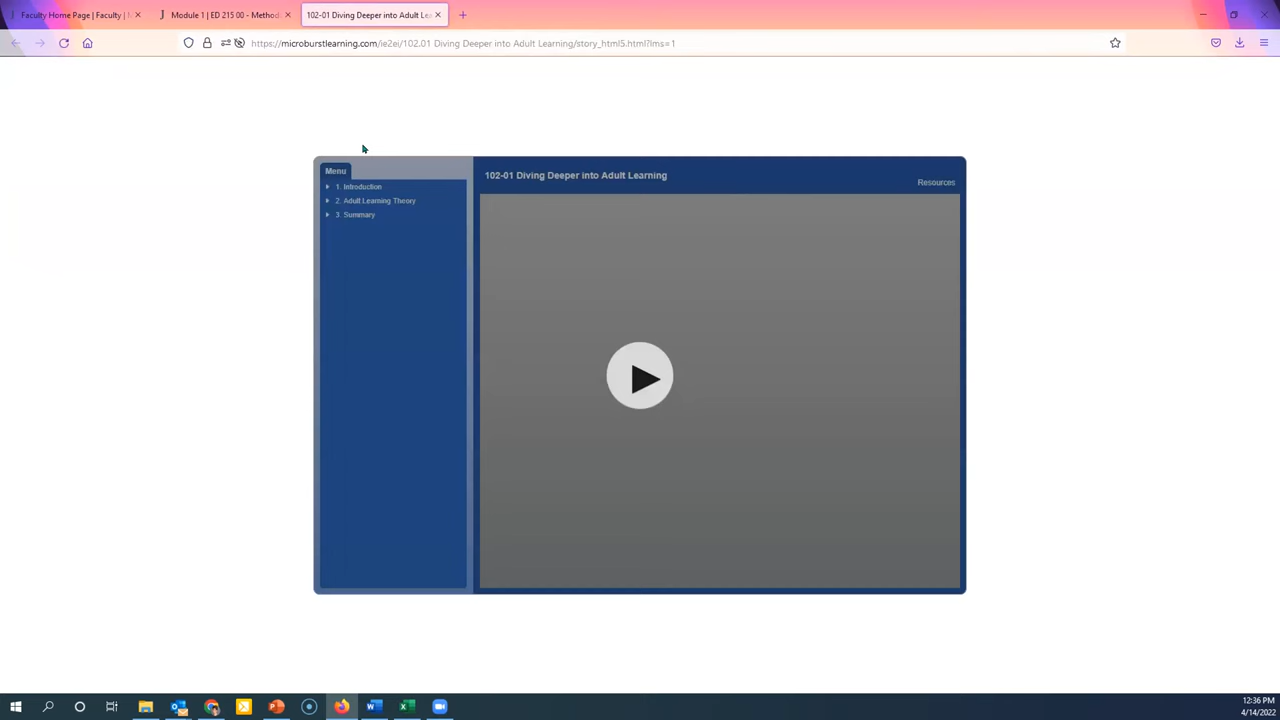 Faculty Home Page | Faculty |
Module 1 | ED 215 00 - Method
102-01 Diving Deeper into Adult Le
https://microburstlearning.com/ie2ei/102.01 Diving Deeper into Adult Learning/story_html5.html?lms=1
Menu
102-01 Diving Deeper into Adult Learning
Resources
1. Introduction
2. Adult Learning Theory
3. Summary
12:36 PM
4/14/2022